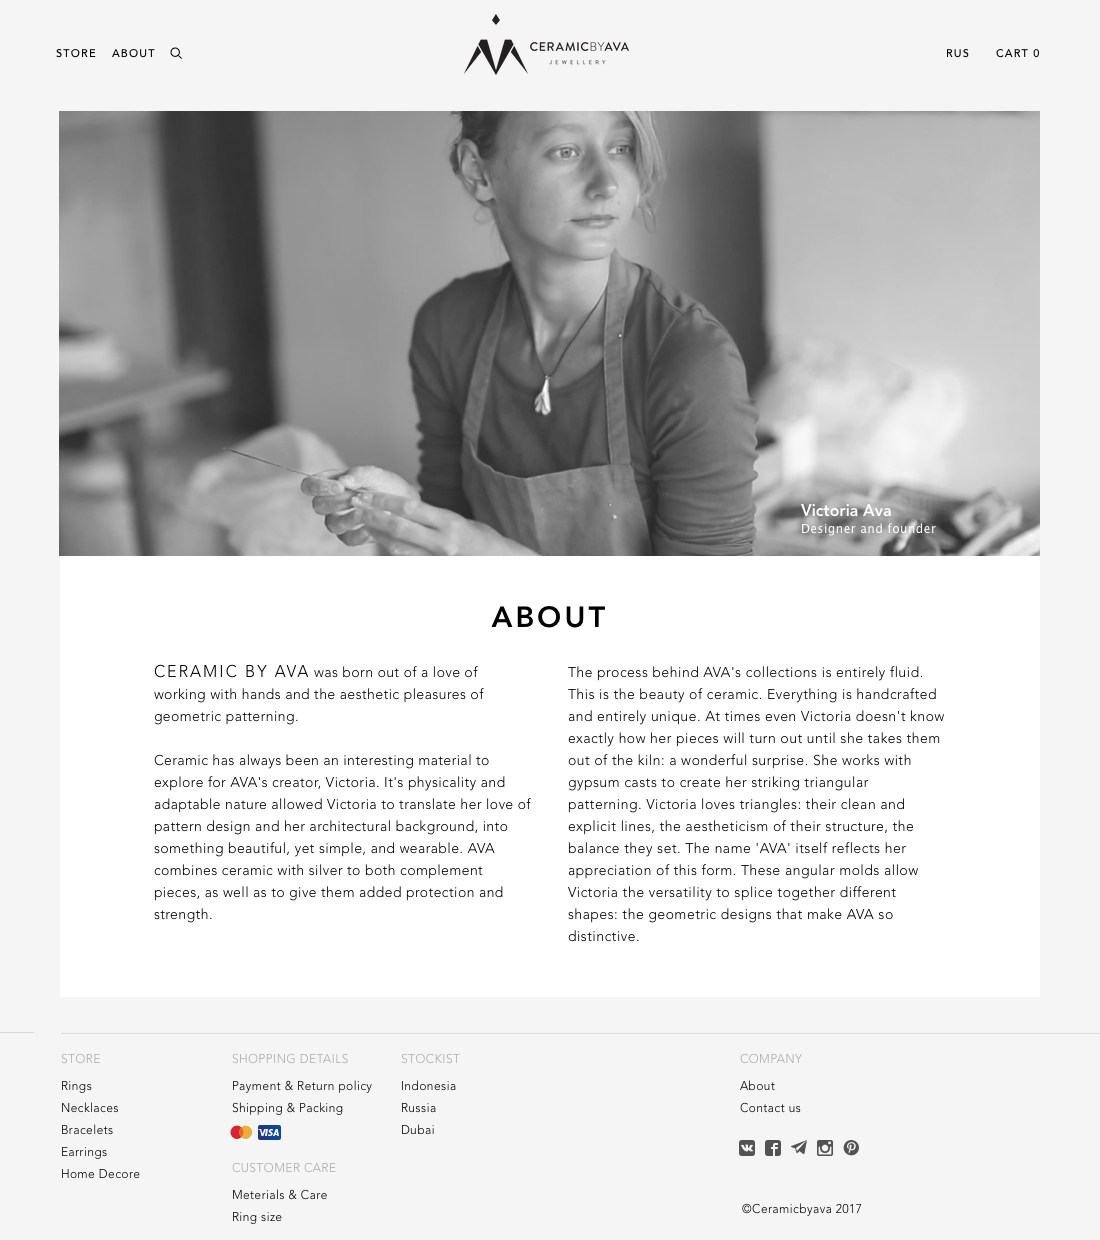 STORE ABOUT
CERAMICBYAVA
JEWELLERY
RUS CART 0
Victoria Ava
Designer and founder
ABOUT
CERAMIC BY AVA was born out of a love of
working with hands and the aesthetic pleasures of
geometric patterning.
Ceramic has always been an interesting material to
explore for AVA's creator, Victoria. It's physicality and
adaptable nature allowed Victoria to translate her love of
pattern design and her architectural background, into
something beautiful, yet simple, and wearable. AVA
combines ceramic with silver to both complement
pieces, as well as to give them added protection and
strength.
The process behind AVA's collections is entirely fluid.
This is the beauty of ceramic. Everything is handcrafted
and entirely unique. At times even Victoria doesn't know
exactly how her pieces will turn out until she takes them
out of the kiln: a wonderful surprise. She works with
gypsum casts to create her striking triangular
patterning. Victoria loves triangles: their clean and
explicit lines, the aestheticism of their structure, the
balance they set. The name 'AVA' itself reflects her
appreciation of this form. These angular molds allow
Victoria the versatility to splice together different
shapes: the geometric designs that make AVA so
distinctive.
STORE
Rings
Necklaces
Bracelets
Earrings
Home Decore
SHOPPING DETAILS
Payment & Return policy
Shipping & Packing
VISA
CUSTOMER CARE
Meterials & Care
Ring size
STOCKIST
Indonesia
Russia
Dubai
COMPANY
About
Contact us
©Ceramicbyava 2017